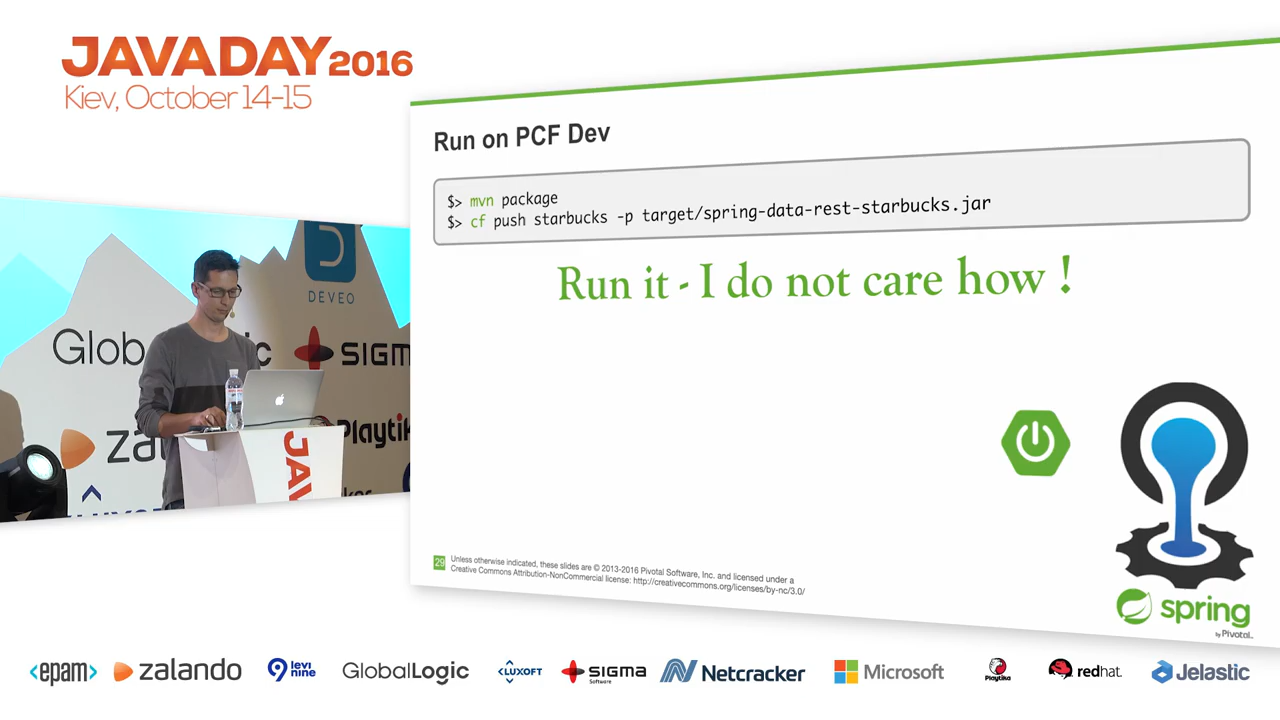 JAVADAY2016
Kiev, October 14-15
Run on PCF Dev
$> mvn package
$> cf push starbucks -p target/spring-data-rest-starbucks.jar
Run it - I do not care how !
DEVEO
Glob
c
SIGM
zal
Playtik
JAV
29
Unless otherwise indicated, these slides are © 2013-2016 Pivotal Software, Inc. and licensed under a
Creative Commons Attribution-NonCommercial license: http://creativecommons.org/licenses/by-nc/3.0/
spring
by Pivotal
<epam>
zalando
9 levi nine
GlobalLogic
LUXOFT
SIGMA
Software
Netcracker
Microsoft
Playtika
redhat.
Jelastic